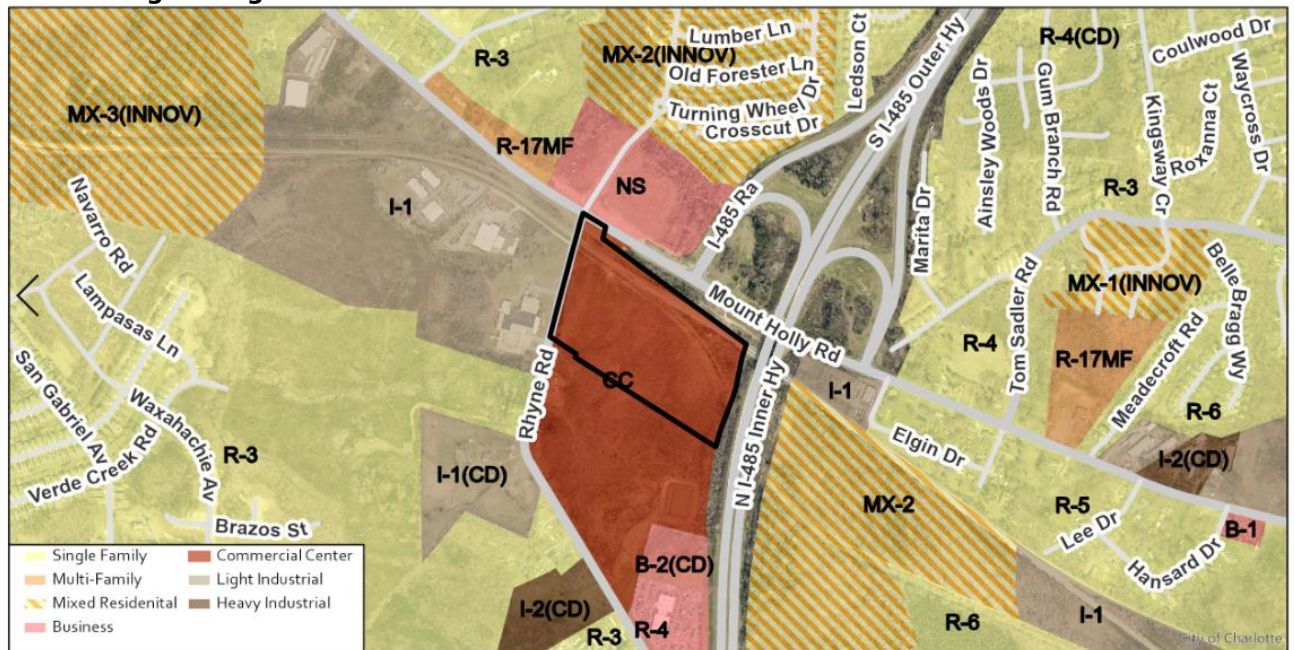 Lumber Ln
R-4(CD)
Coulwood Dr
R-3
MX-2(INNOV)
Old Forester Ln
Ledson Ct
S I-485 Outer Hy
Ainsley Woods Dr
Gum Branch Rd
Kingsway Cr
Roxanna Ct
Waycross Dr
MX-3(INNOV)
Turning Wheel Dr
Crosscut Dr
R-17MF
NS
I-485 Ra
Marita Dr
R-3
I-1
Navarro Rd
Lampasas Ln
Mount Holly Rd
Tom Sadler Rd
MX-1(INNOV)
Belle Bragg Wy
R-4
R-17MF
Meadecroft Rd
San Gabriel Av
Waxahachie Av
Verde Creek Rd
R-3
Rhyne Rd
CC
N I-485 Inner Hy
I-1
Elgin Dr
R-6
I-2(CD)
I-1(CD)
Brazos St
MX-2
R-5
Lee Dr
Hansard Dr
B-1
B-2(CD)
I-2(CD)
R-3
R-4
R-6
I-1
Single Family
Commercial Center
Multi-Family
Light Industrial
Mixed Residenital
Heavy Industrial
Business
City of Charlotte